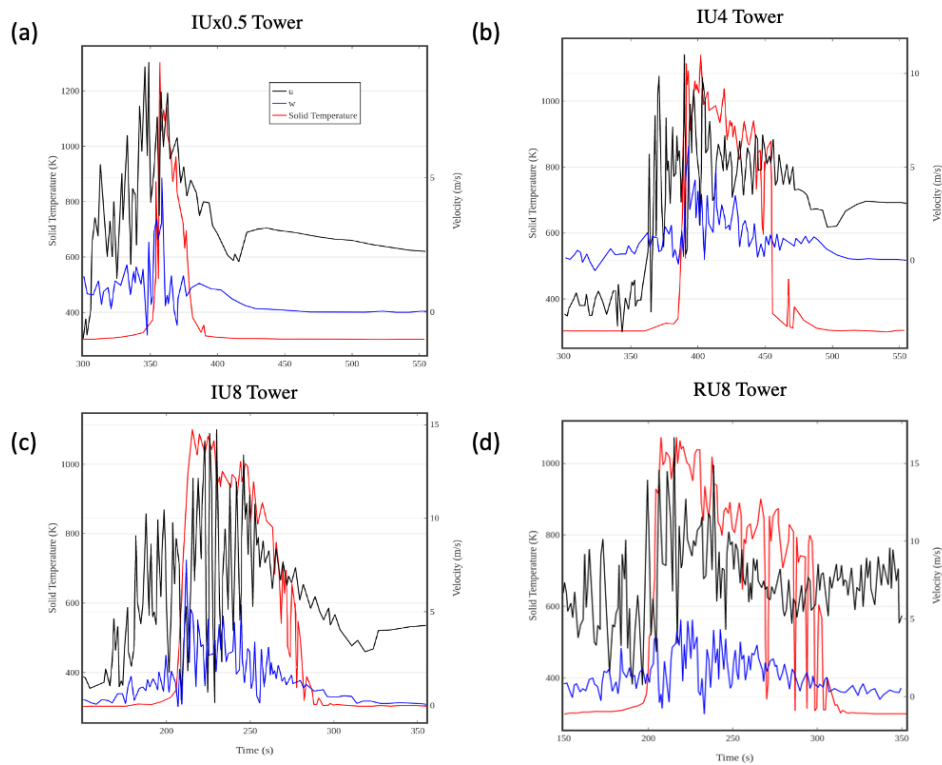 (a)
IUx0.5 Tower
Solid Temperature (K)
1200
1000
800
600
400
u
w
Solid Temperature
5
0
Velocity (m/s)
300
350
400
450
500
550
(b)
IU4 Tower
Solid Temperature (K)
1000
800
600
400
10
5
0
Velocity (m/s)
300
350
400
450
500
550
(c)
IU8 Tower
Solid Temperature (K)
1000
800
600
400
15
10
5
0
Velocity (m/s)
200
250
300
350
Time (s)
(d)
RU8 Tower
Solid Temperature (K)
1000
800
600
400
15
10
5
0
Velocity (m/s)
150
200
250
300
350
Time (s)